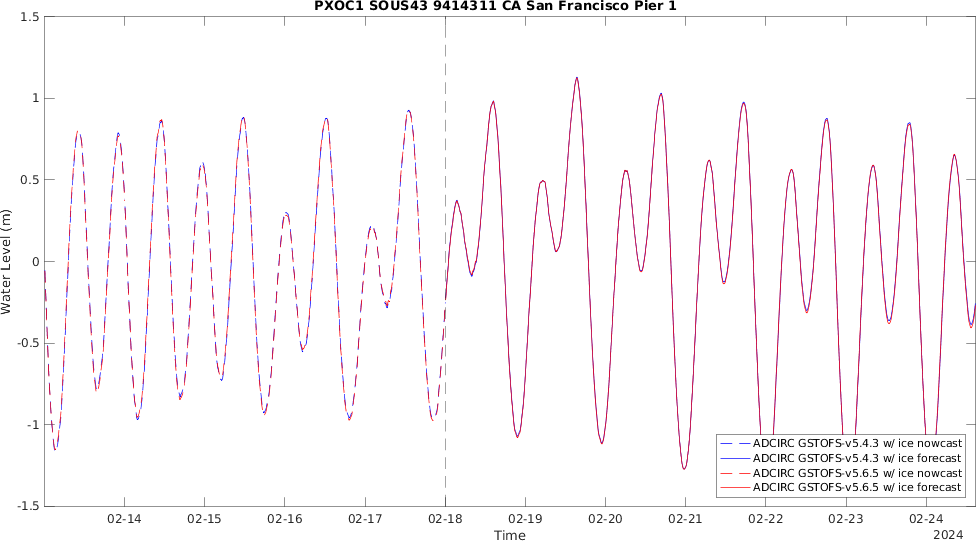 PXOC1 SOUS43 9414311 CA San Francisco Pier 1
1.5
1
0.5
0
-0.5
-1
-1.5
Water Level (m)
02-14 02-15 02-16 02-17 02-18 02-19 02-20 02-21 02-22 02-23 02-24
Time
2024
ADCIRC GSTOFS-v5.4.3 w/ ice nowcast
ADCIRC GSTOFS-v5.4.3 w/ ice forecast
ADCIRC GSTOFS-v5.6.5 w/ ice nowcast
ADCIRC GSTOFS-v5.6.5 w/ ice forecast